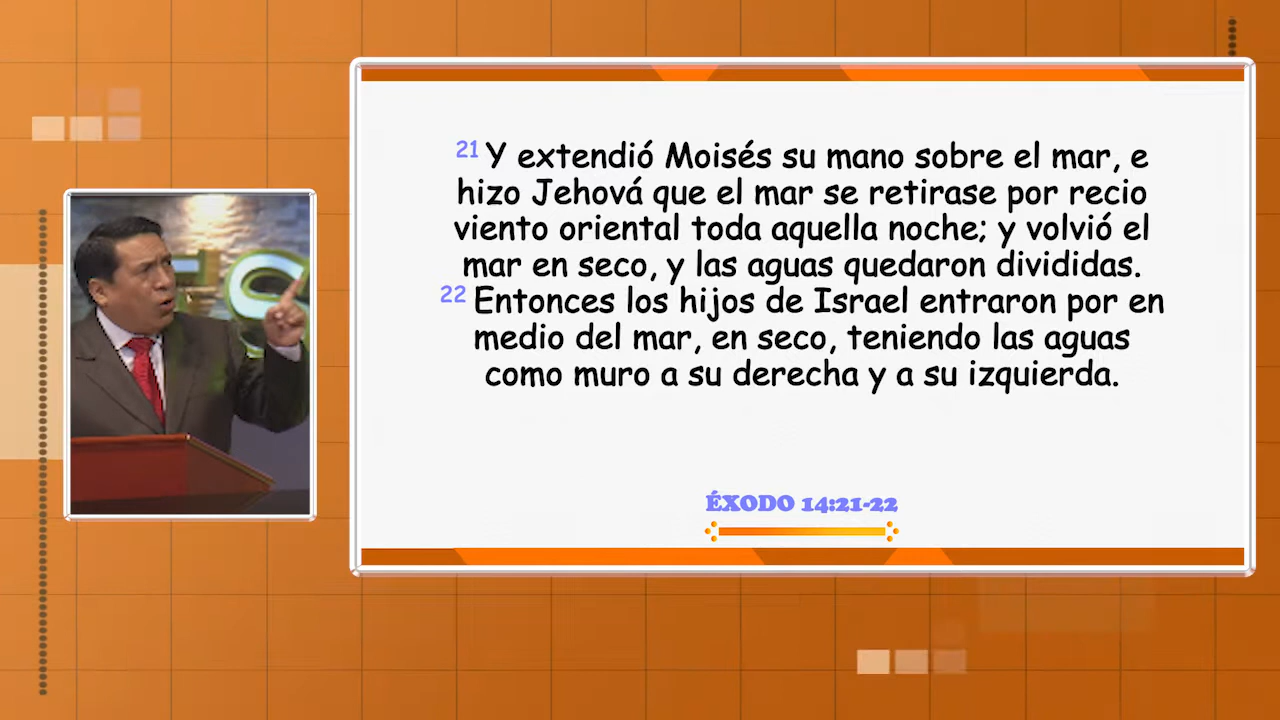 21 Y extendió Moisés su mano sobre el mar, e
hizo Jehová que el mar se retirase por recio
viento oriental toda aquella noche; y volvió el
mar en seco, y las aguas quedaron divididas.
22 Entonces los hijos de Israel entraron por en
medio del mar, en seco, teniendo las aguas
como muro a su derecha y a su izquierda.
ÉXODO 14:21-22